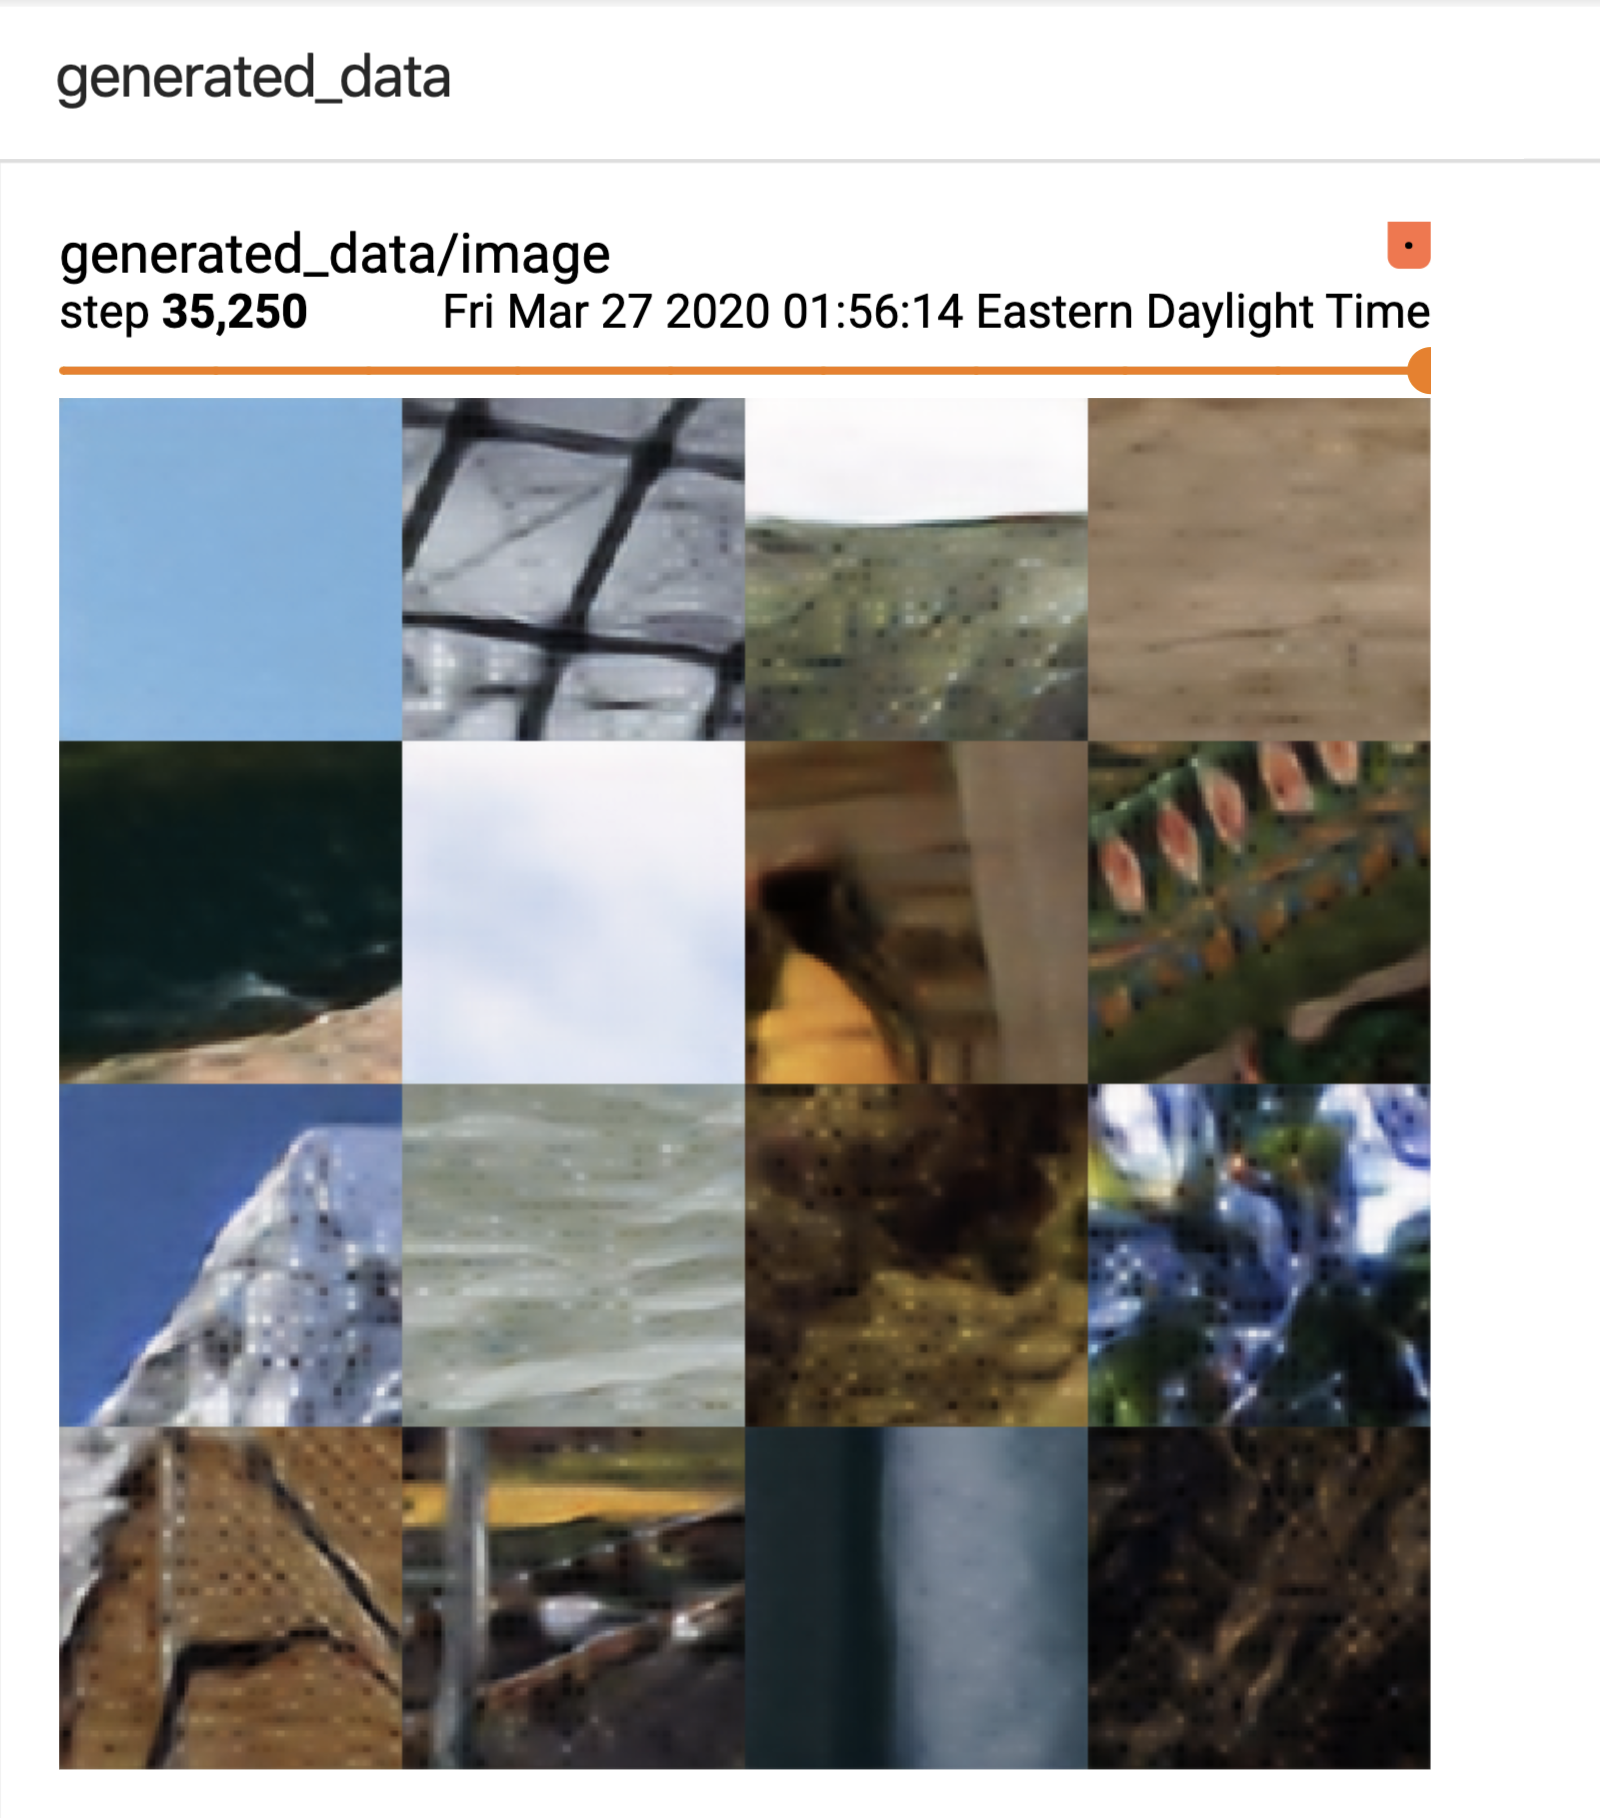 generated_data
generated_data/image
step 35,250 Fri Mar 27 2020 01:56:14 Eastern Daylight Time